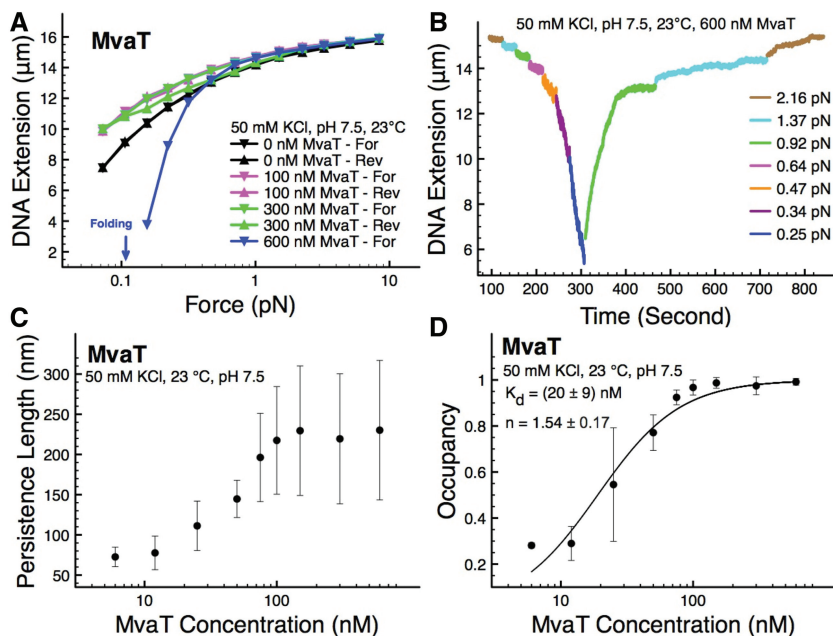 A
MvaT
DNA Extension (μm)
16
14
12
10
8
6
4
2
50 mM KCl, pH 7.5, 23°C
0 nM MvaT - For
0 nM MvaT - Rev
100 nM MvaT - For
100 nM MvaT - Rev
300 nM MvaT - For
300 nM MvaT - Rev
600 nM MvaT - For
Folding
0.1
1
10
Force (pN)
B
50 mM KCl, pH 7.5, 23°C, 600 nM MvaT
DNA Extension (μm)
16
14
12
10
8
6
2.16 pN
1.37 pN
0.92 pN
0.64 pN
0.47 pN
0.34 pN
0.25 pN
100 200 300 400 500 600 700 800
Time (Second)
C
MvaT
50 mM KCl, 23 °C, pH 7.5
Persistence Length (nm)
300
250
200
150
100
50
10
100
MvaT Concentration (nM)
D
MvaT
50 mM KCl, 23 °C, pH 7.5
K_d = (20 ± 9) nM
n = 1.54 ± 0.17
Occupancy
1
0.8
0.6
0.4
0.2
10
100
MvaT Concentration (nM)